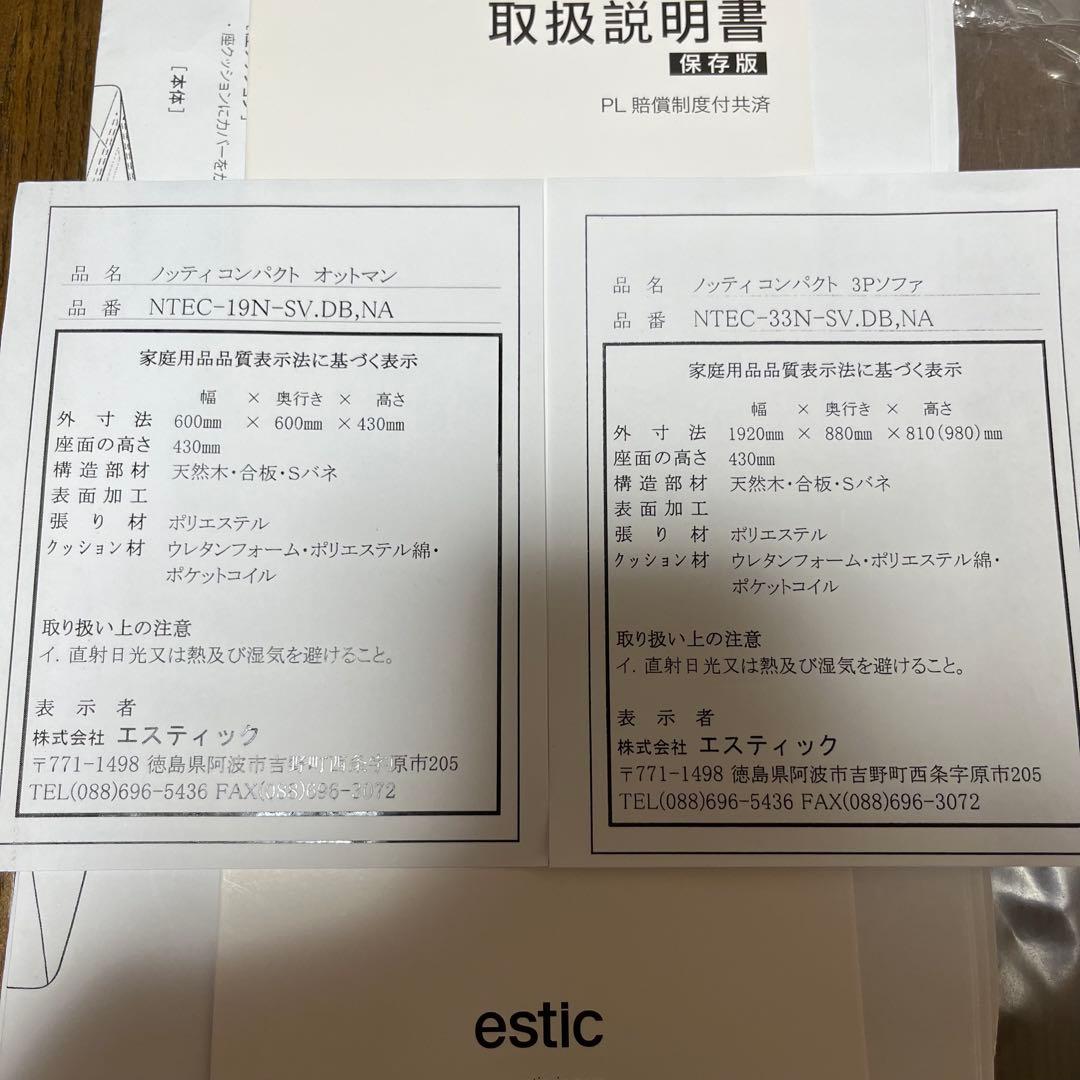 取扱説明書
保存版
PL 賠償制度付共済
[本体]
・座クッションにカバーをか
品 名 ノッティコンパクト オットマン
品 番 NTEC-19N-SV.DB,NA
家庭用品品質表示法に基づく表示
幅 × 奥行き × 高さ
外 寸 法 600mm × 600mm ×430mm
座面の高さ 430mm
構造部材 天然木・合板・Sバネ
表面加工
張 り 材 ポリエステル
クッション材 ウレタンフォーム・ポリエステル綿・
ポケットコイル
取り扱い上の注意
イ. 直射日光又は熱及び湿気を避けること。
表 示 者
株式会社 エスティック
〒771-1498 徳島県阿波市吉野町西条字原市205
TEL(088)696-5436 FAX(088)696-3072
品 名 ノッティコンパクト 3Pソファ
品 番 NTEC-33N-SV.DB,NA
家庭用品品質表示法に基づく表示
幅 × 奥行き × 高さ
外 寸 法 1920mm × 880mm ×810(980)mm
座面の高さ 430mm
構造部材 天然木・合板・Sバネ
表面加工
張 り 材 ポリエステル
クッション材 ウレタンフォーム・ポリエステル綿・
ポケットコイル
取り扱い上の注意
イ. 直射日光又は熱及び湿気を避けること。
表 示 者
株式会社 エスティック
〒771-1498 徳島県阿波市吉野町西条字原市205
TEL(088)696-5436 FAX(088)696-3072
estic